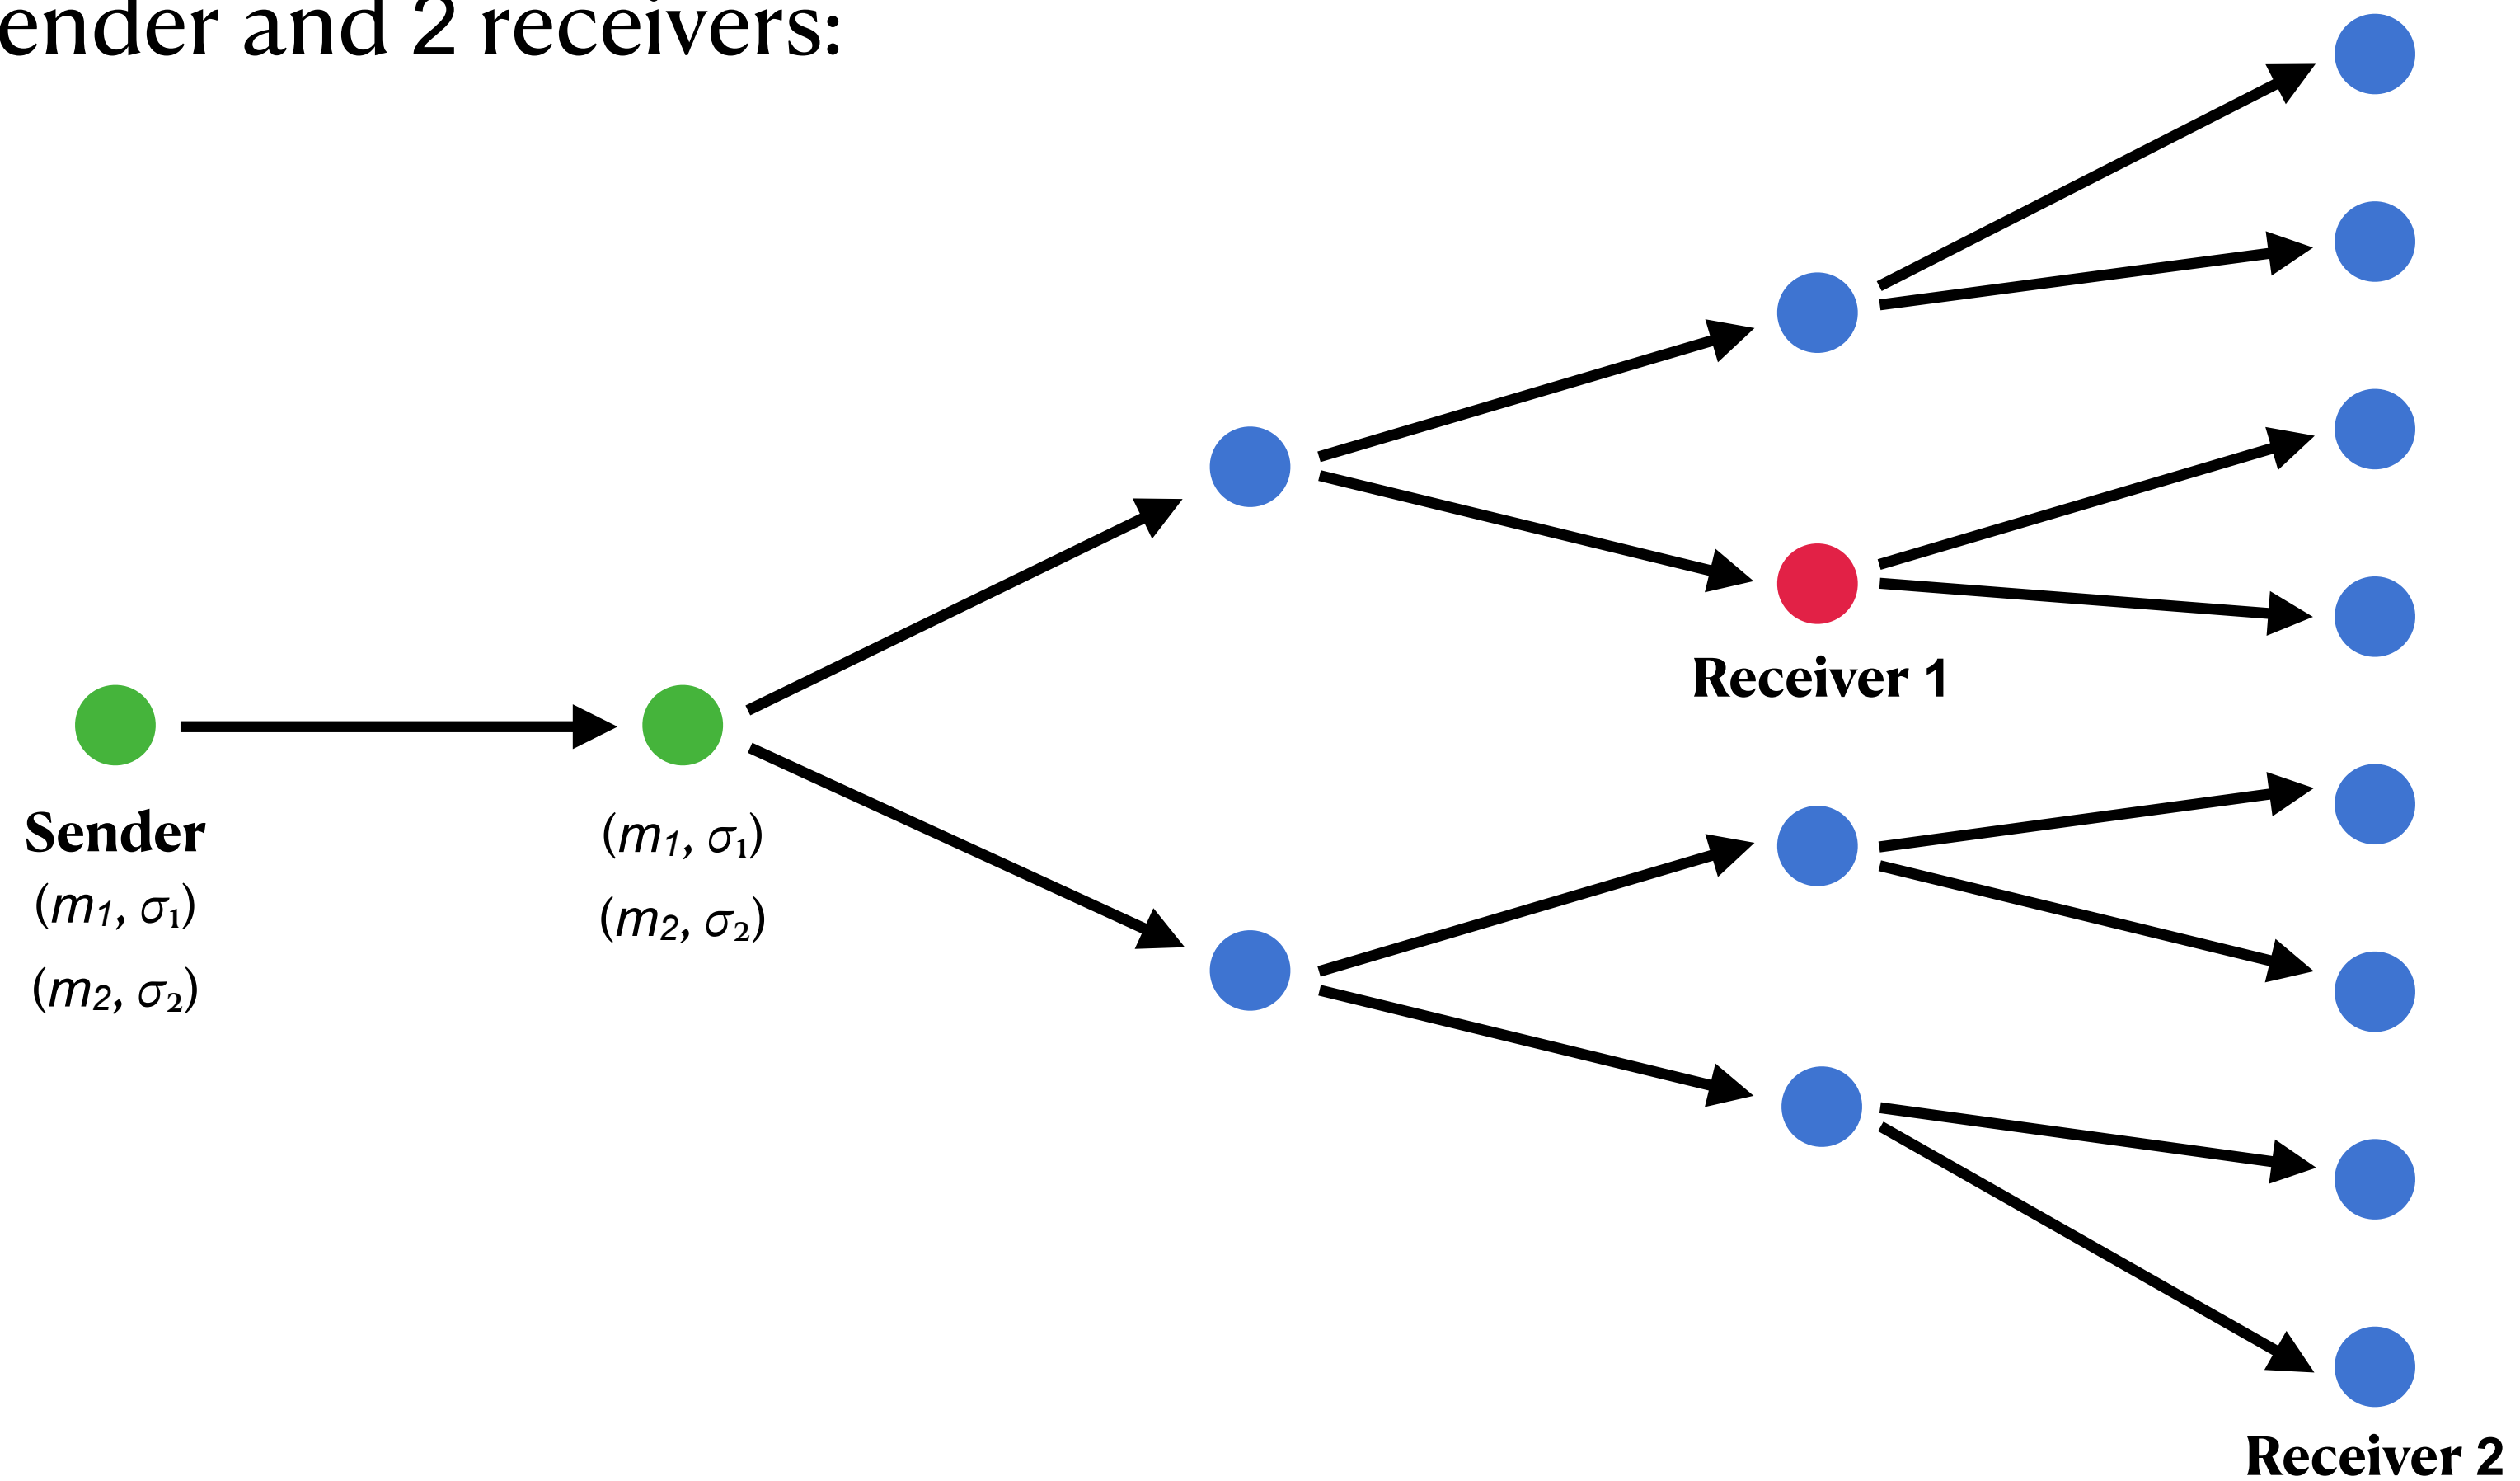 ender and 2 receivers:
Receiver 1
Sender
(m1, σ1)
(m2, σ2)
(m1, σ1)
(m2, σ2)
Receiver 2